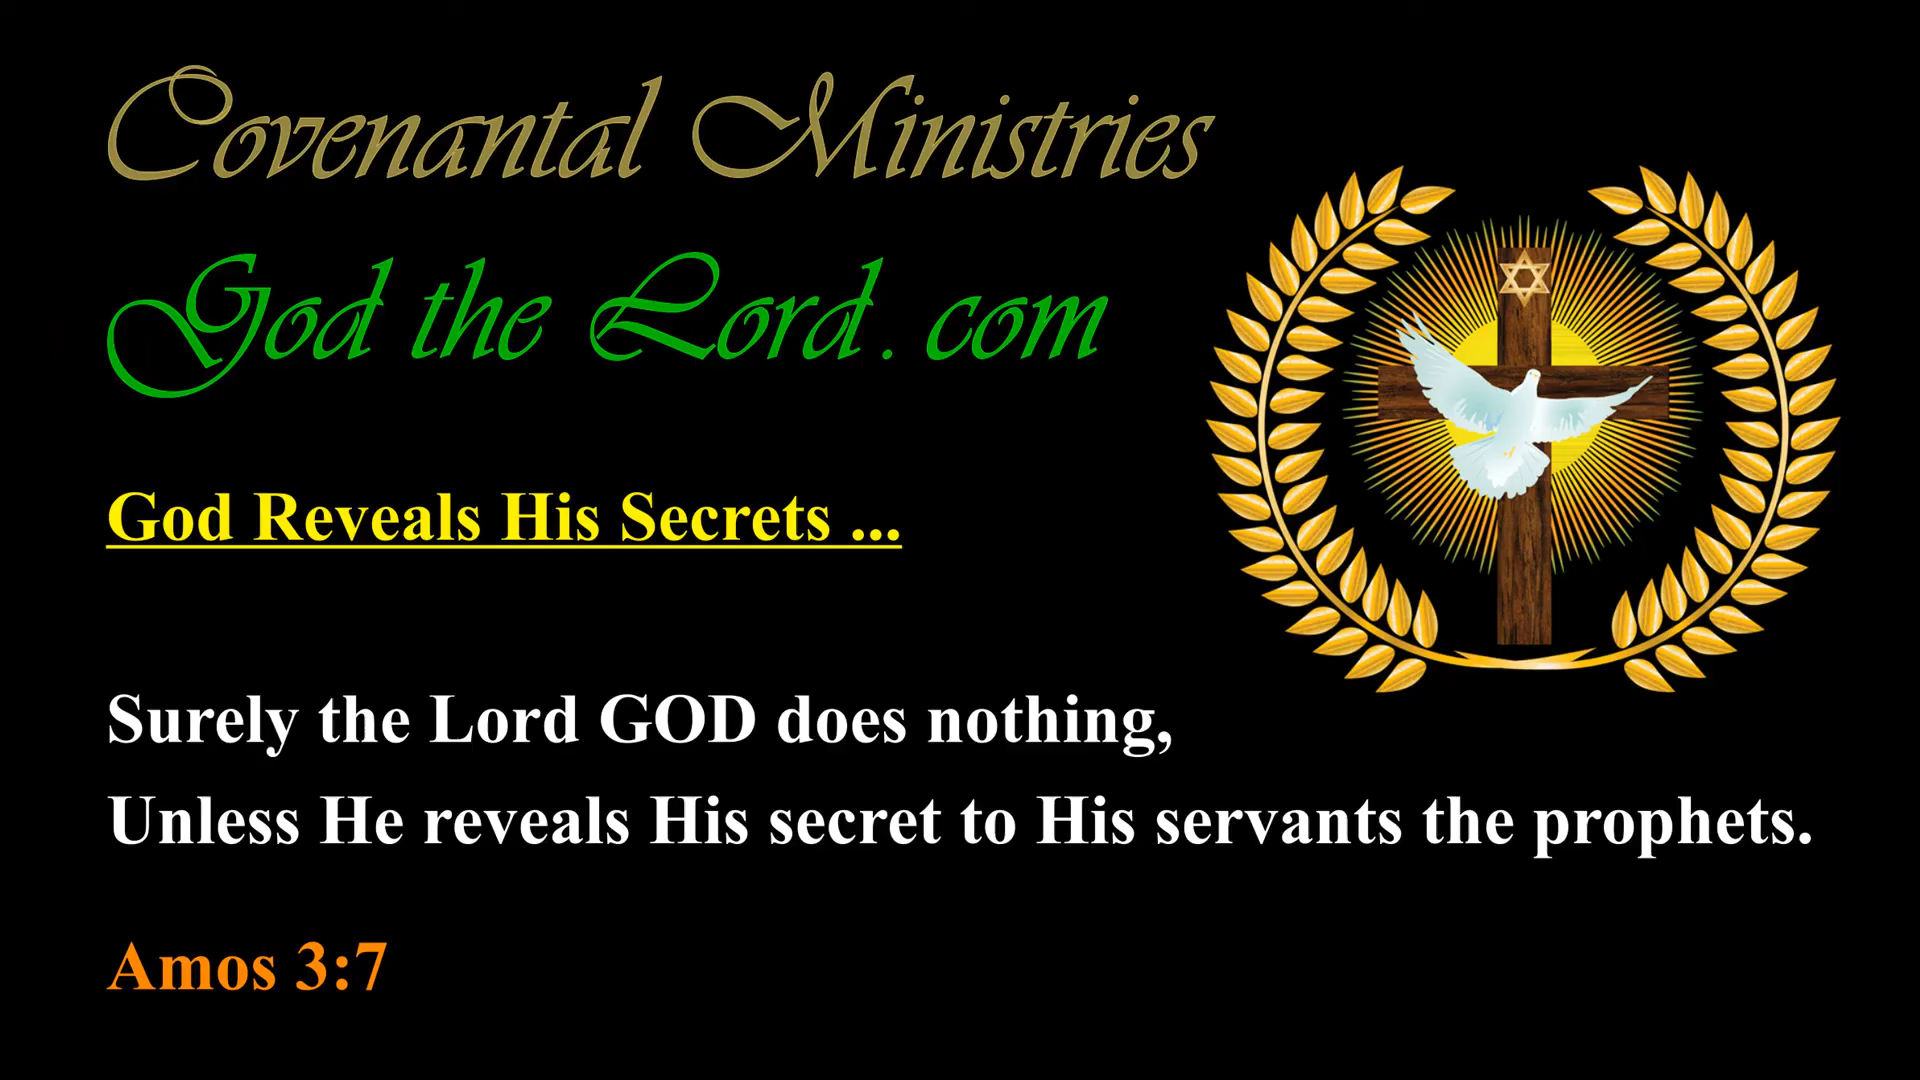 Covenantal Ministries
God the Lord . com
God Reveals His Secrets ...
Surely the Lord GOD does nothing,
Unless He reveals His secret to His servants the prophets.
Amos 3:7